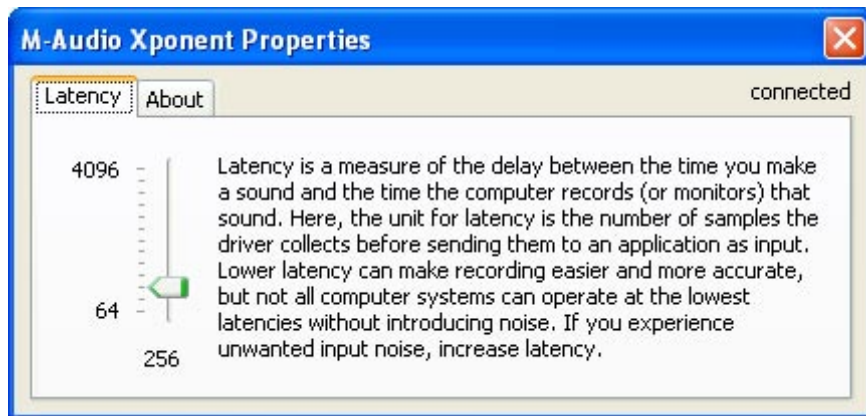 M-Audio Xponent Properties
Latency About connected
4096
Latency is a measure of the delay between the time you make
a sound and the time the computer records (or monitors) that
sound. Here, the unit for latency is the number of samples the
driver collects before sending them to an application as input.
Lower latency can make recording easier and more accurate,
but not all computer systems can operate at the lowest
latencies without introducing noise. If you experience
unwanted input noise, increase latency.
64
256